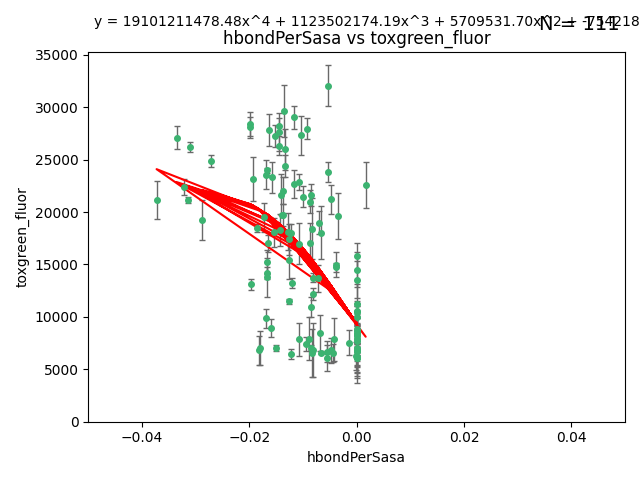 y = 19101211478.48x^4 + 1123502174.19x^3 + 5709531.70x^2 + -754218
N = 111
hbondPerSasa vs toxgreen_fluor
35000
30000
25000
20000
15000
10000
5000
0
toxgreen_fluor
−0.04 −0.02 0.00 0.02 0.04
hbondPerSasa